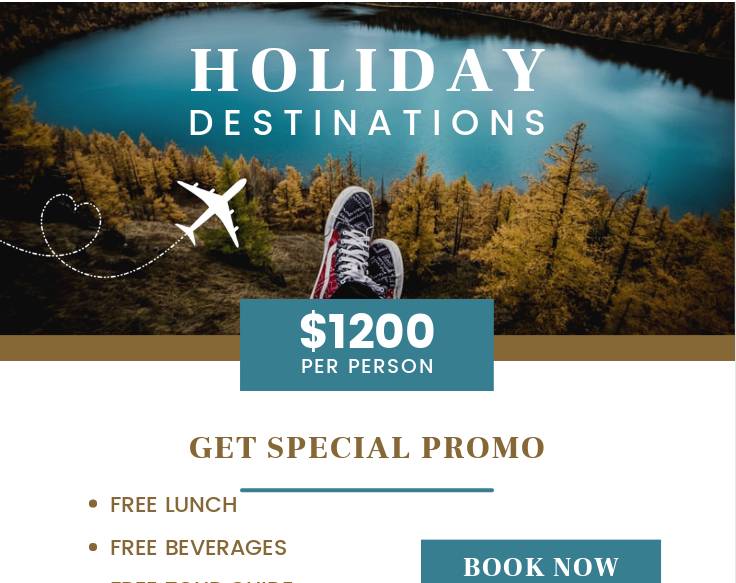 HOLIDAY
DESTINATIONS
$1200
PER PERSON
GET SPECIAL PROMO
FREE LUNCH
FREE BEVERAGES
BOOK NOW